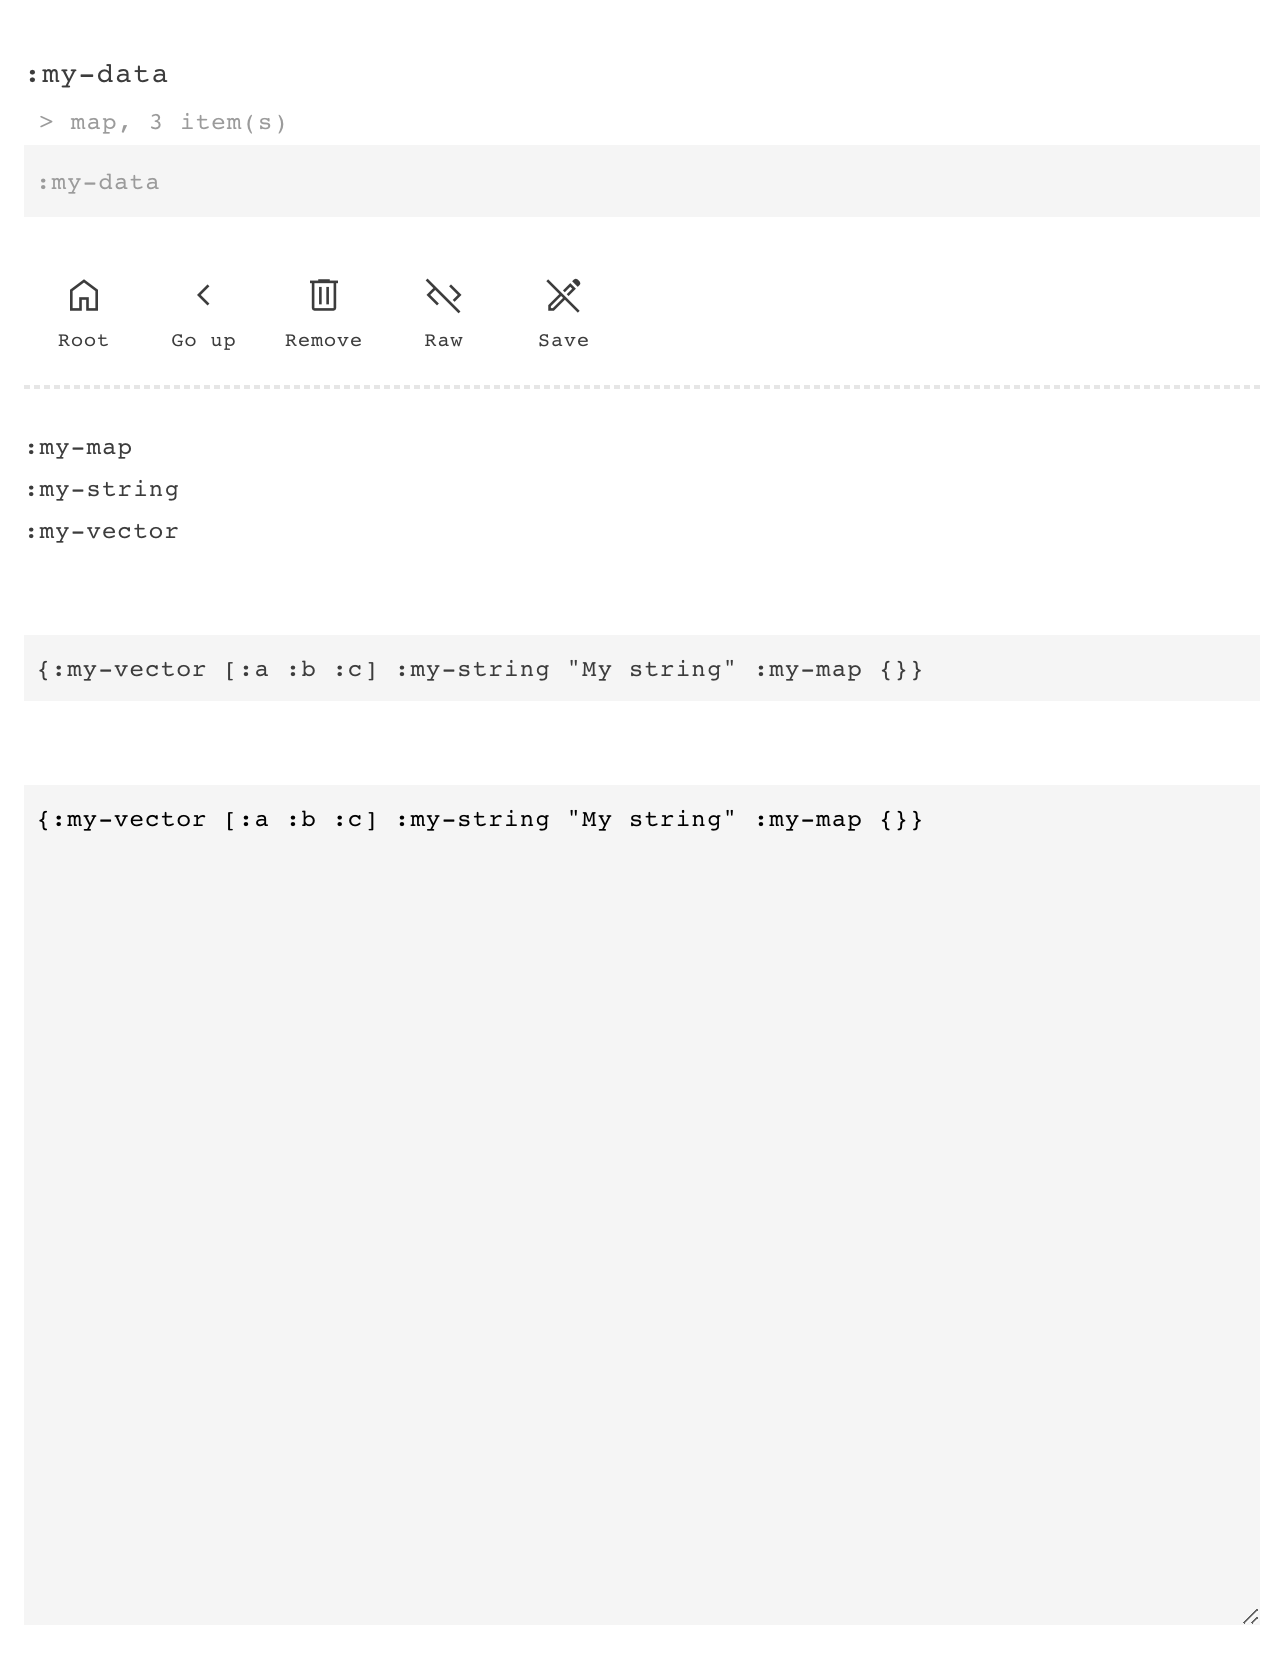 :my-data
> map, 3 item(s)
:my-data
Root Go up Remove Raw Save
:my-map
:my-string
:my-vector
{:my-vector [:a :b :c] :my-string "My string" :my-map {}}
{:my-vector [:a :b :c] :my-string "My string" :my-map {}}